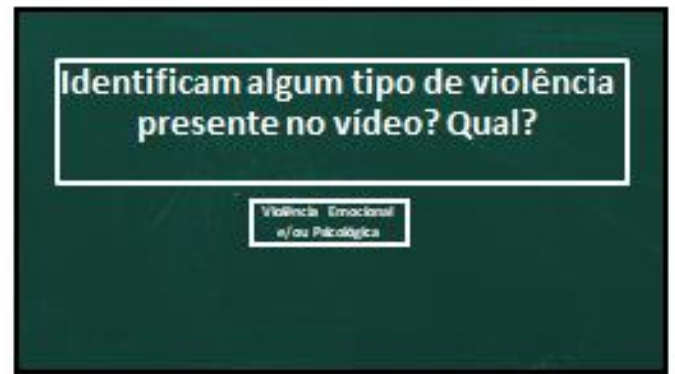 Identificam algum tipo de violência
presente no vídeo? Qual?
Violência Emocional
e/ou Psicológica